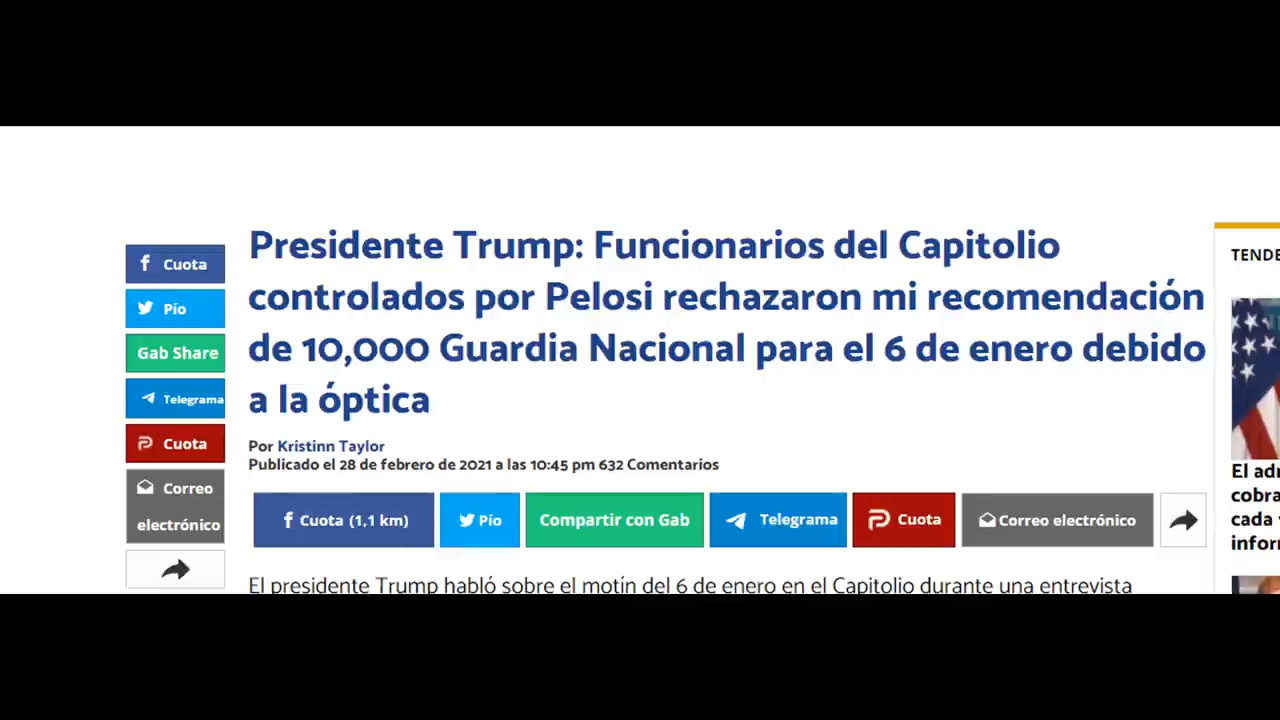 Presidente Trump: Funcionarios del Capitolio
controlados por Pelosi rechazaron mi recomendación
de 10,000 Guardia Nacional para el 6 de enero debido
a la óptica
Por Kristinn Taylor
Publicado el 28 de febrero de 2021 a las 10:45 pm 632 Comentarios
Cuota
Pío
Gab Share
Telegrama
Cuota
Correo
electrónico
Cuota (1,1 km)
Pío
Compartir con Gab
Telegrama
Cuota
Correo electrónico
El presidente Trump habló sobre el motín del 6 de enero en el Capitolio durante una entrevista
TENDE
El ad
cobra
cada
infor